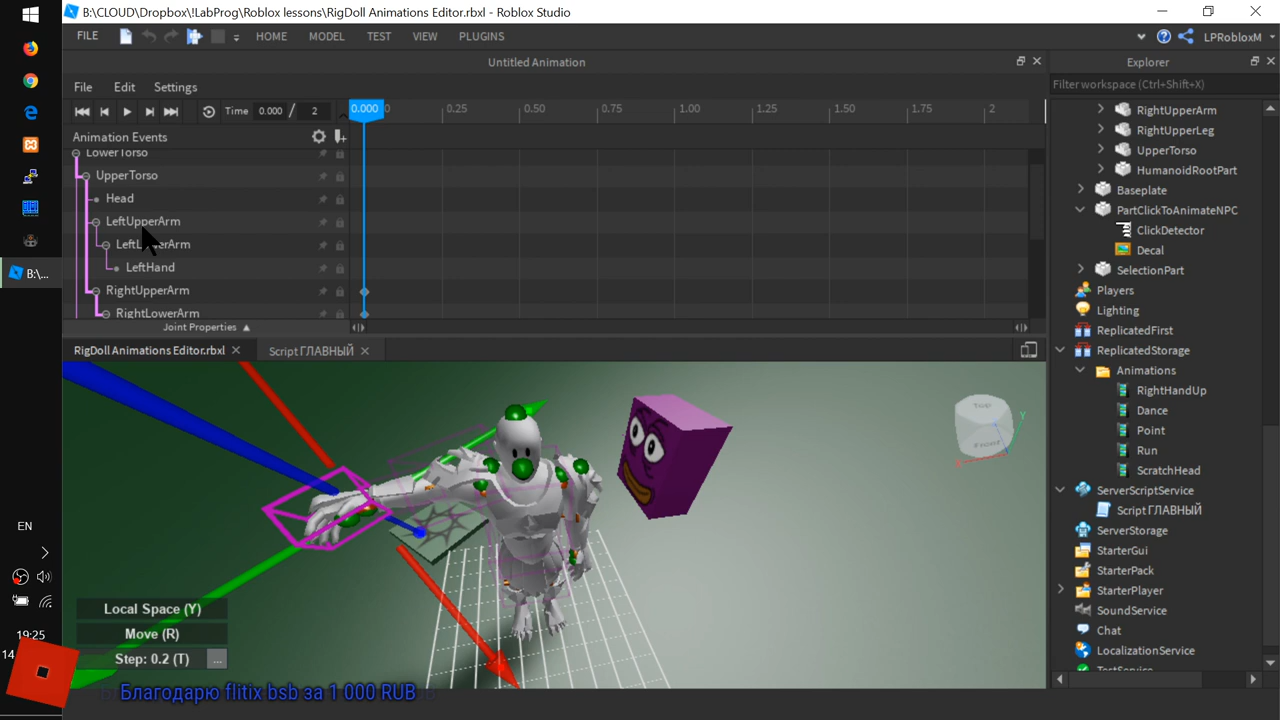 B:\CLOUD\Dropbox\!LabProg\Roblox lessons\RigDoll Animations Editor.rbxl - Roblox Studio
FILE
HOME
MODEL
TEST
VIEW
PLUGINS
LPRobloxM
Untitled Animation
Explorer
File
Edit
Settings
Filter workspace (Ctrl+Shift+X)
Time 0.000 / 2
0.000
0
0.25
0.50
0.75
1.00
1.25
1.50
1.75
2
Animation Events
LowerTorso
UpperTorso
Head
LeftUpperArm
LeftLowerArm
LeftHand
RightUpperArm
RightLowerArm
Joint Properties
RigDoll Animations Editor.rbxl
Script ГЛАВНЫЙ
Top
Front
Y
Local Space (Y)
Move (R)
Step: 0.2 (T)
...
Благодарю flitix bsb за 1 000 RUB
RightUpperArm
RightUpperLeg
UpperTorso
HumanoidRootPart
Baseplate
PartClickToAnimateNPC
ClickDetector
Decal
SelectionPart
Players
Lighting
ReplicatedFirst
ReplicatedStorage
Animations
RightHandUp
Dance
Point
Run
ScratchHead
ServerScriptService
Script ГЛАВНЫЙ
ServerStorage
StarterGui
StarterPack
StarterPlayer
SoundService
Chat
LocalizationService
TestService
B:\...
EN
19:25
14